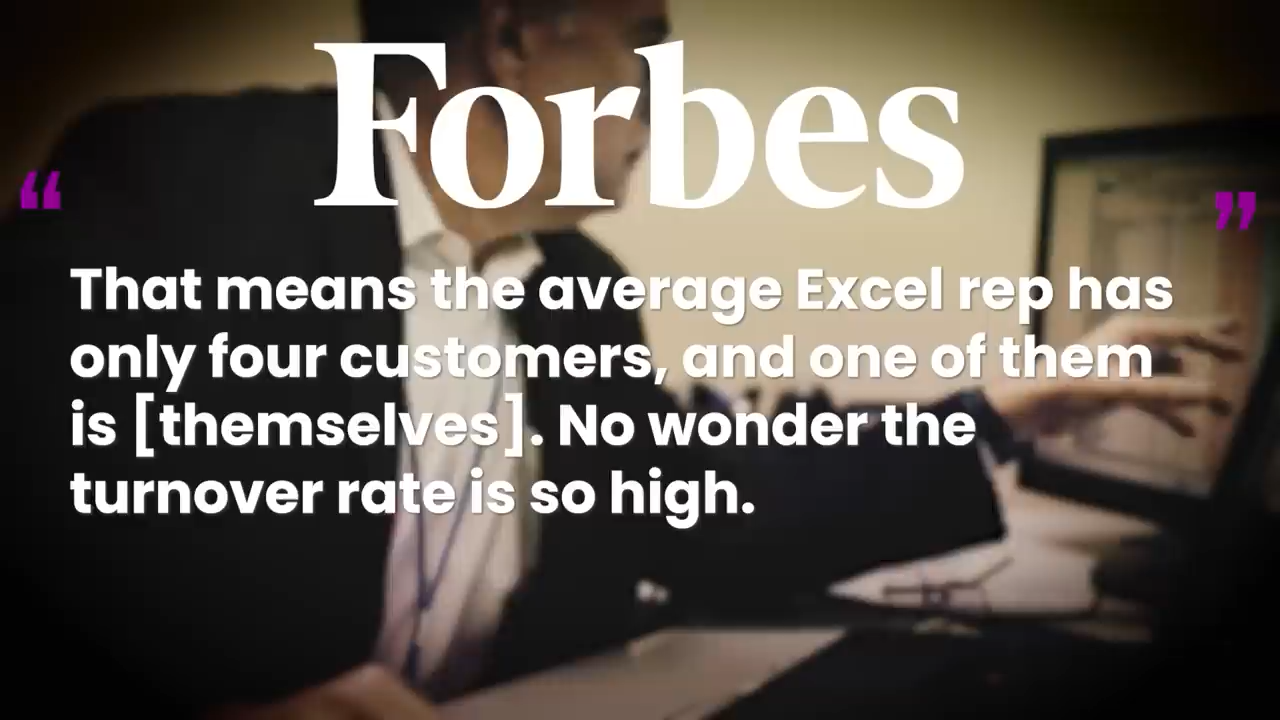 Forbes
“ ”
That means the average Excel rep has
only four customers, and one of them
is [themselves]. No wonder the
turnover rate is so high.